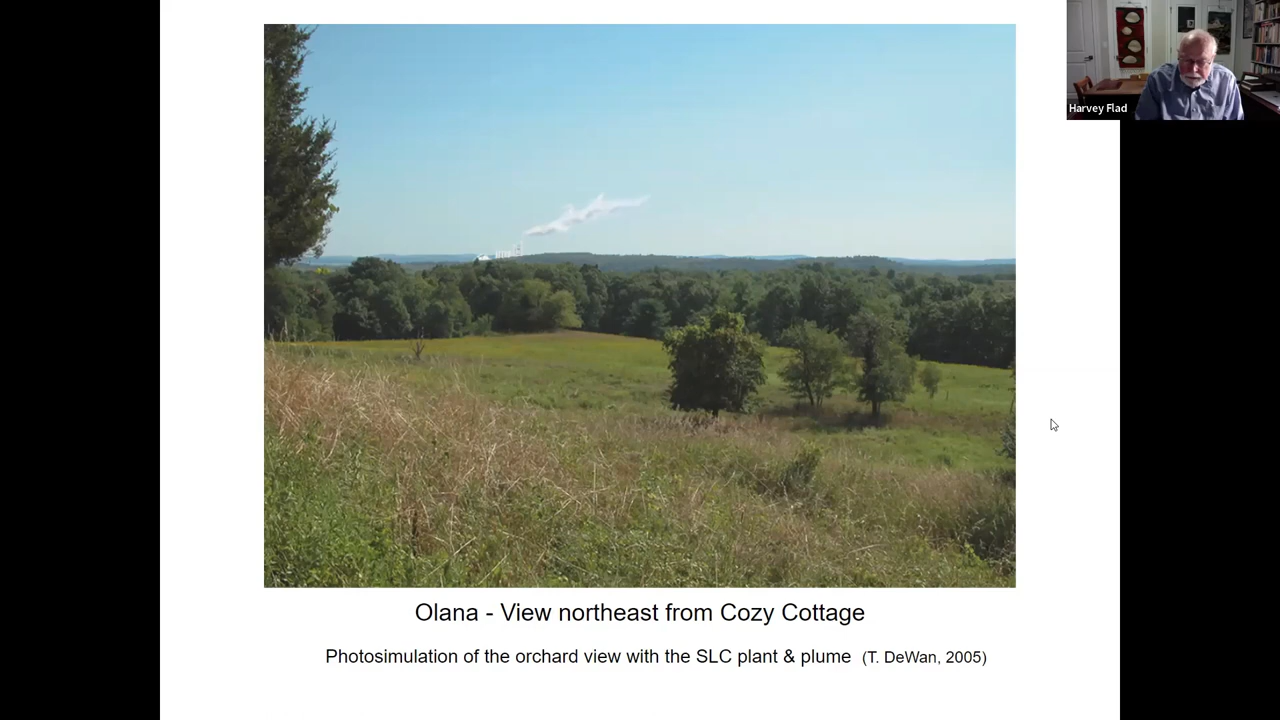 Harvey Flad
Olana - View northeast from Cozy Cottage
Photosimulation of the orchard view with the SLC plant & plume (T. DeWan, 2005)